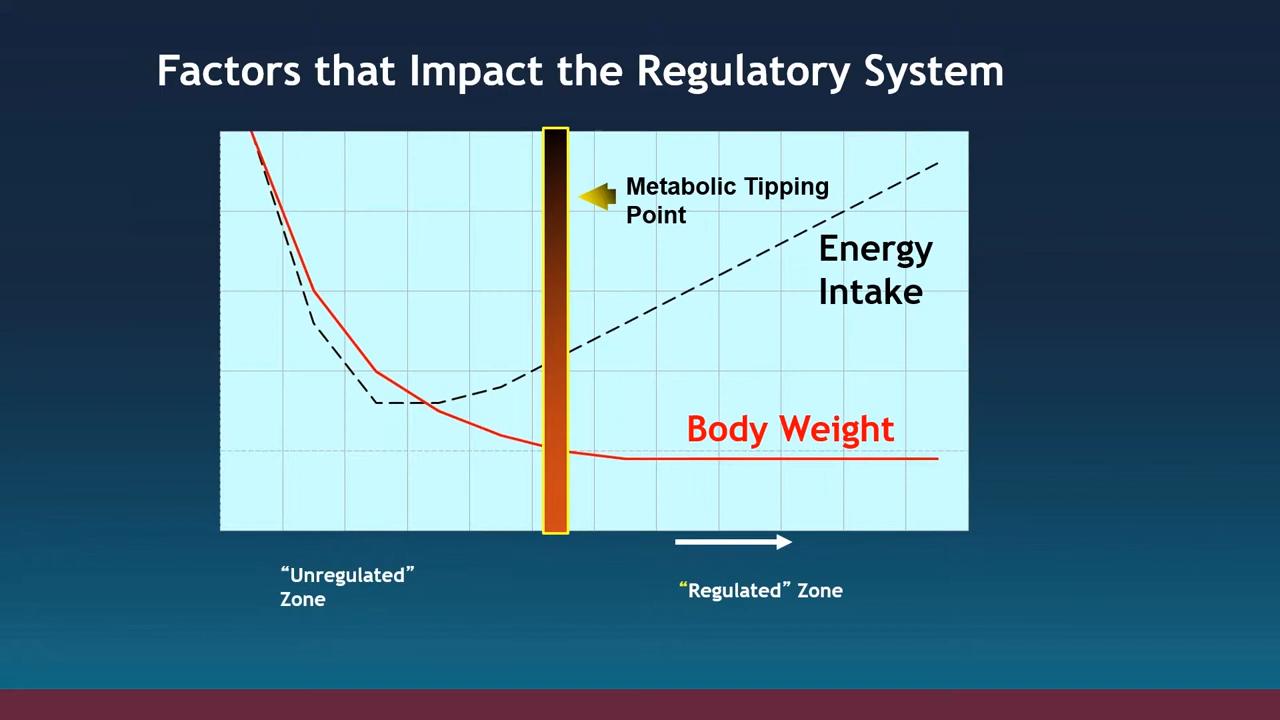 Factors that Impact the Regulatory System
Metabolic Tipping
Point
Energy
Intake
Body Weight
“Unregulated”
Zone
“Regulated” Zone